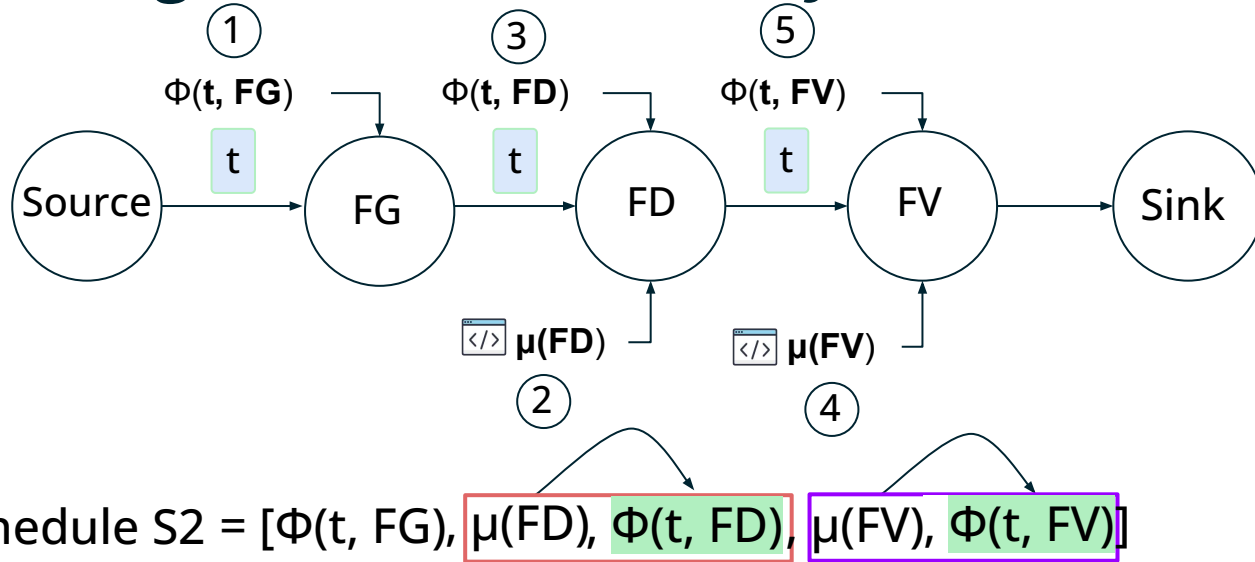 1 3 5
Φ(t, FG) Φ(t, FD) Φ(t, FV)
t t t
Source FG FD FV Sink
</> μ(FD) </> μ(FV)
2 4
hedule S2 = [Φ(t, FG), μ(FD), Φ(t, FD), μ(FV), Φ(t, FV)]